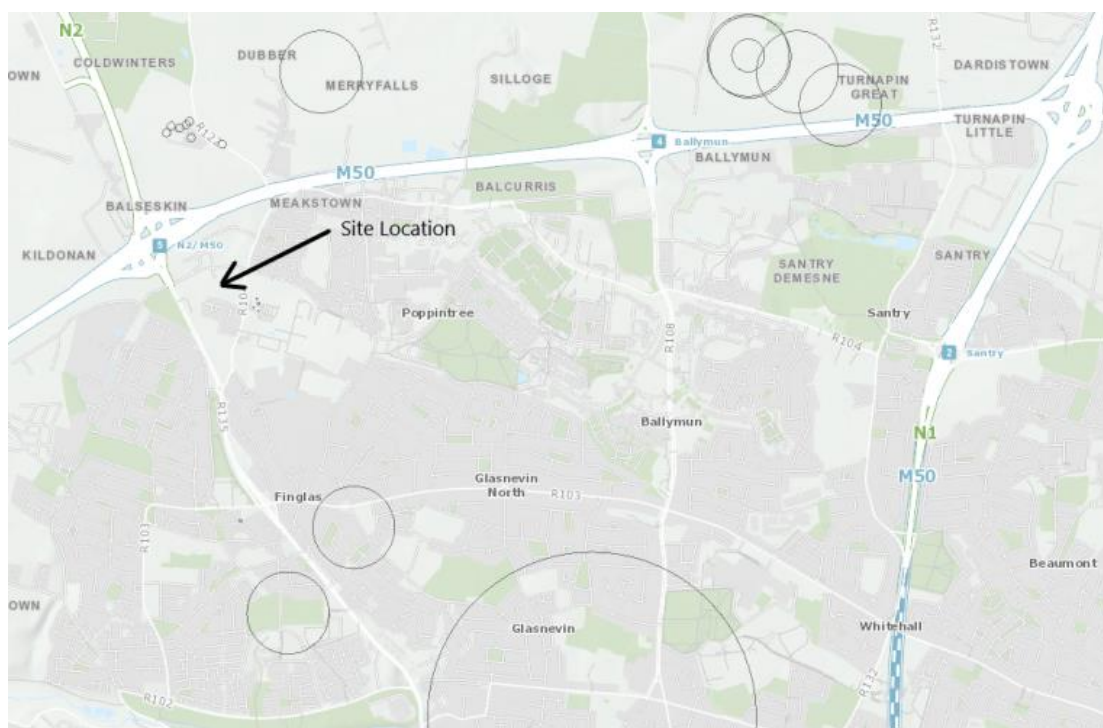 N2
COLDWINTERS
DUBBER
MERRYFALLS
SILLOGE
R132
DARDISTOWN
OWN
TURNAPIN
GREAT
TURNAPIN
LITTLE
M50
R122
4 Ballymun
BALLYMUN
M50
BALCURRIS
MEAKSTOWN
BALSESKIN
KILDONAN
5 N2/M50
Site Location
SANTRY
DEMESNE
SANTRY
Poppintree
Santry
R108
R104
2 Santry
R135
Ballymun
N1
M50
Glasnevin
North
R103
Finglas
R103
Beaumont
OWN
Glasnevin
Whitehall
R132
R102